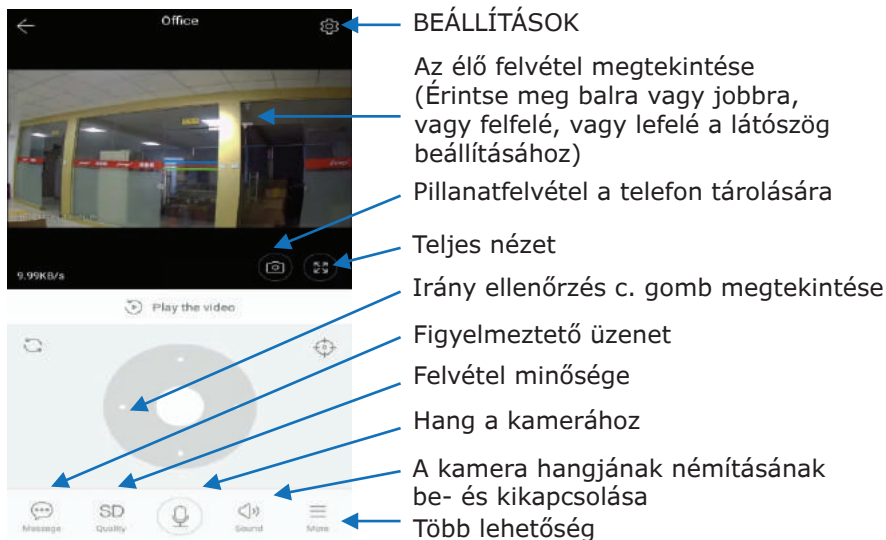 Office
BEÁLLÍTÁSOK
Az élő felvétel megtekintése
(Érintse meg balra vagy jobbra,
vagy felfelé, vagy lefelé a látószög
beállításához)
Pillanatfelvétel a telefon tárolására
Teljes nézet
9.99KB/s
Irány ellenőrzés c. gomb megtekintése
Play the video
Figyelmeztető üzenet
Felvétel minősége
Hang a kamerához
A kamera hangjának némításának
be- és kikapcsolása
Több lehetőség
SD
Message
Quality
Sound
More